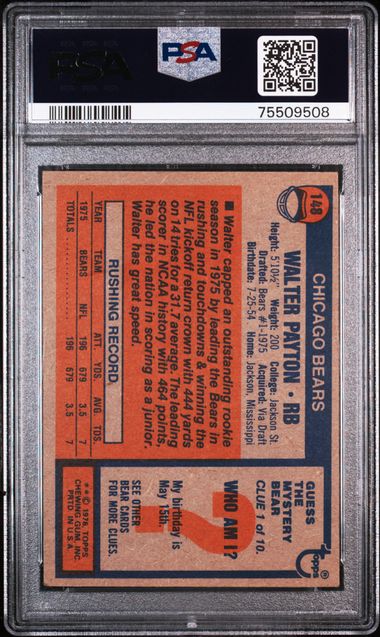 PSA
PSA
75509508
148
CHICAGO BEARS
WALTER PAYTON • RB
Height: 5'10½" Weight: 200 College: Jackson St.
Drafted: Bears #1-1975 Acquired: Via Draft
Birthdate: 7-25-54 Home: Jackson, Mississippi
■ Walter capped an outstanding rookie
season in 1975 by leading the Bears in
rushing and touchdowns & winning the
NFL kickoff return crown with 444 yards
on 14 tries for a 31.7 average. The leading
scorer in NCAA history with 464 points,
he led the nation in scoring as a junior.
Walter has great speed.
RUSHING RECORD
YEAR TEAM ATT. YDS. AVG. TDS.
1975 BEARS NFL 196 679 3.5 7
TOTALS... 196 679 3.5 7
Topps®
GUESS
THE
MYSTERY
BEAR
CLUE 1 of 10.
WHO AM I?
?
My birthday is
May 15th.
SEE OTHER
BEAR CARDS
FOR MORE CLUES.
** © 1976 TOPPS
CHEWING GUM, INC.
PRTD. IN U.S.A.